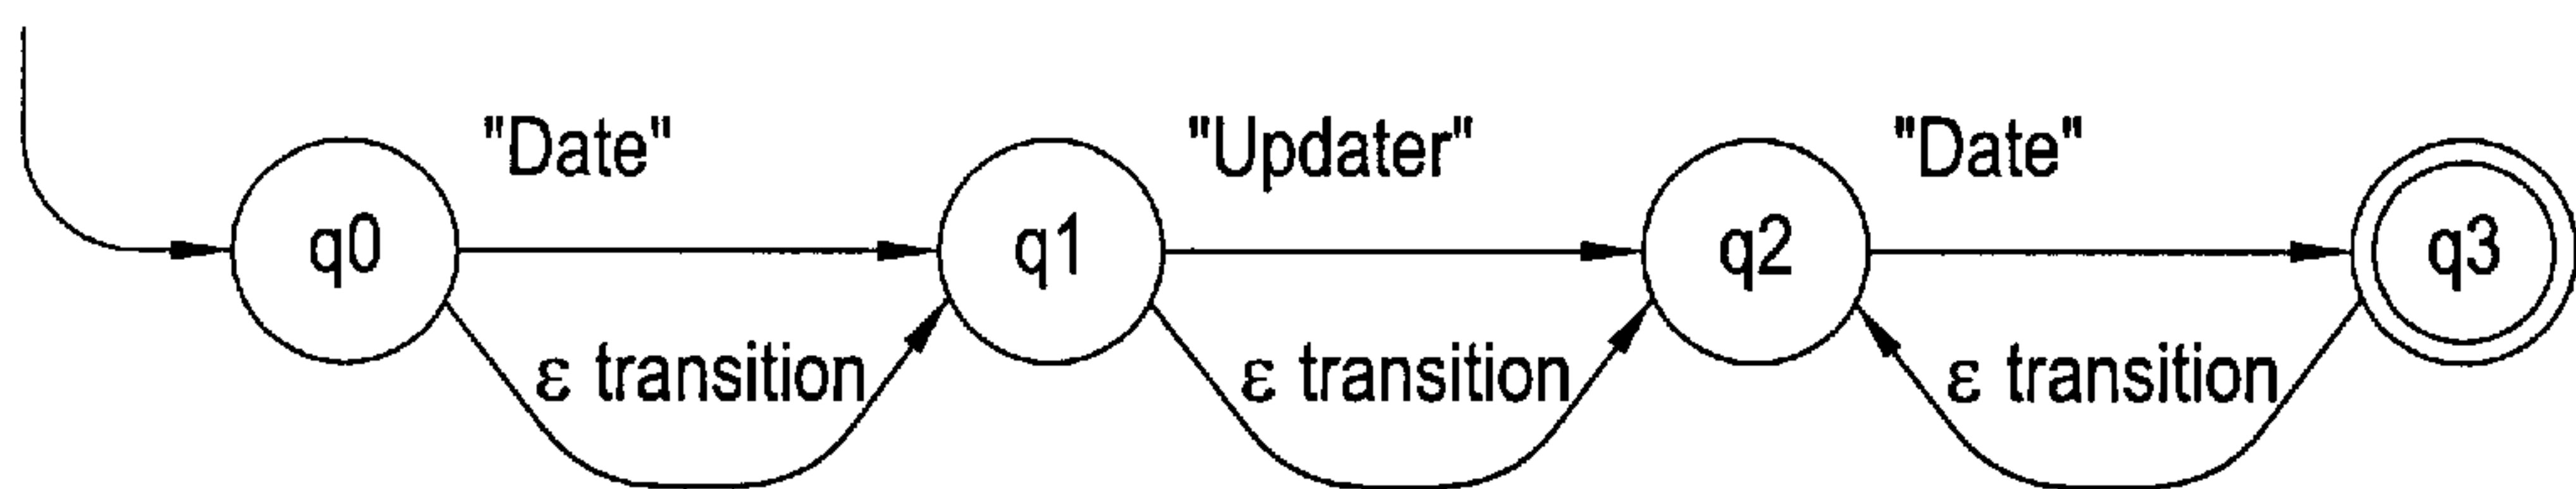 "Date" "Updater" "Date"
q0 q1 q2 q3
ε transition ε transition ε transition